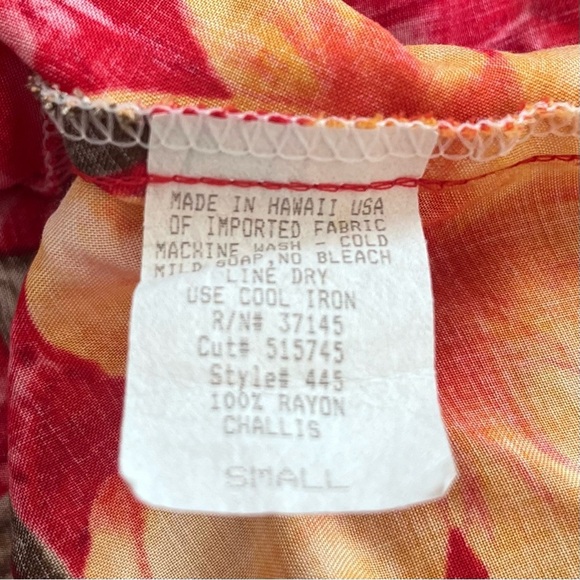 MADE IN HAWAII USA
OF IMPORTED FABRIC
MACHINE WASH - COLD
MILD SOAP, NO BLEACH
LINE DRY
USE COOL IRON
R/N# 37145
Cut# 515745
Style# 445
100% RAYON
CHALLIS
SMALL